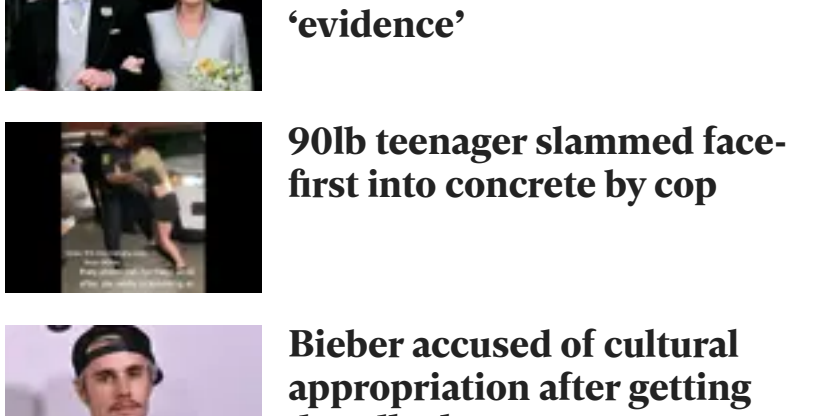 ‘evidence’
90lb teenager slammed face-
first into concrete by cop
Bieber accused of cultural
appropriation after getting